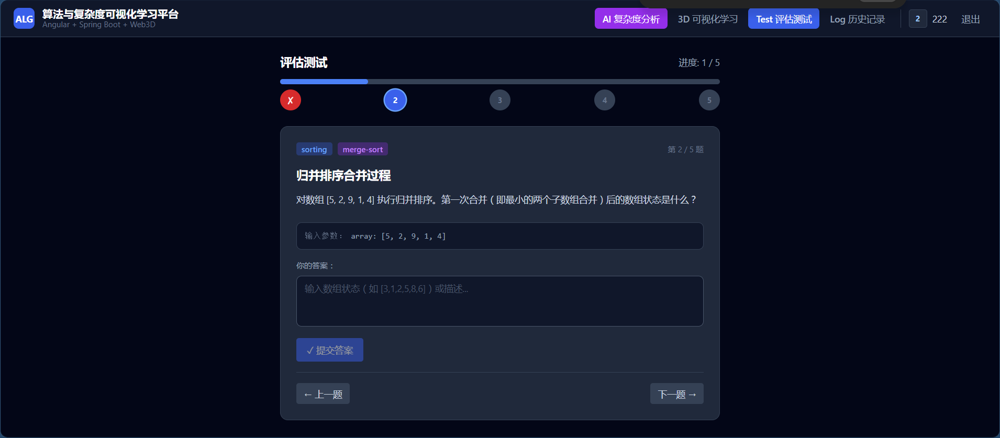 ALG
算法与复杂度可视化学习平台
Angular + Spring Boot + Web3D
AI 复杂度分析
3D 可视化学习
Test 评估测试
Log 历史记录
2
222
退出
评估测试
进度: 1 / 5
✗
2
3
4
5
sorting
merge-sort
第 2 / 5 题
归并排序合并过程
对数组 [5, 2, 9, 1, 4] 执行归并排序。第一次合并（即最小的两个子数组合并）后的数组状态是什么？
输入参数： array: [5, 2, 9, 1, 4]
你的答案：
输入数组状态（如 [3,1,2,5,8,6]）或描述...
✓ 提交答案
← 上一题
下一题 →